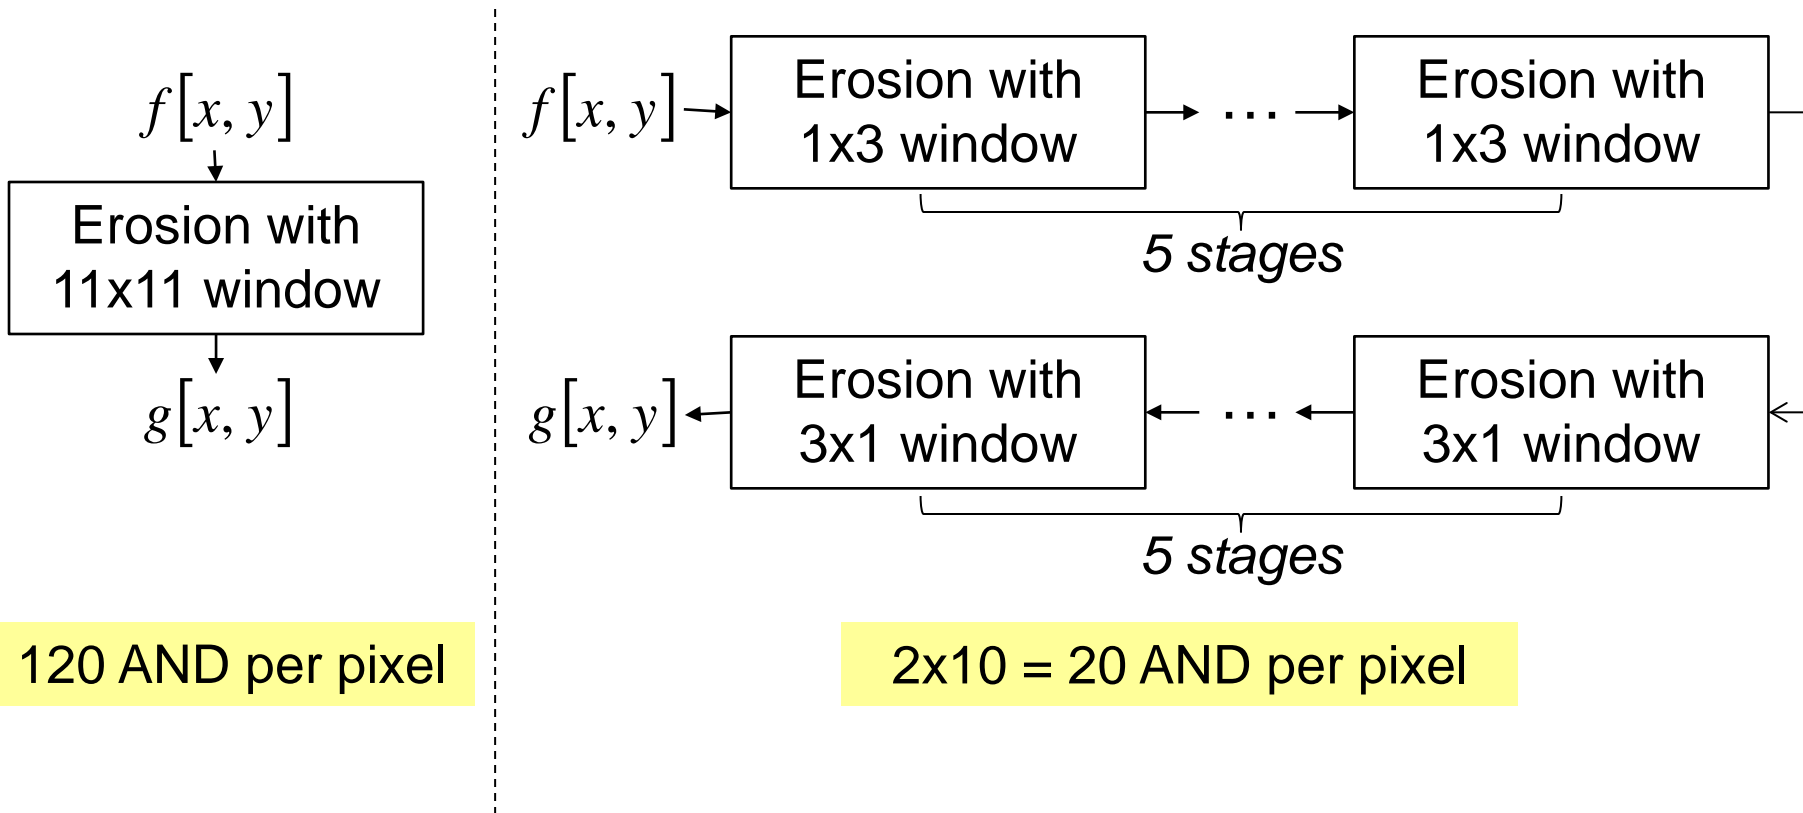 f[x, y]
Erosion with
11x11 window
g[x, y]
120 AND per pixel
f[x, y]
Erosion with
1x3 window
...
Erosion with
1x3 window
5 stages
g[x, y]
Erosion with
3x1 window
...
Erosion with
3x1 window
5 stages
2x10 = 20 AND per pixel